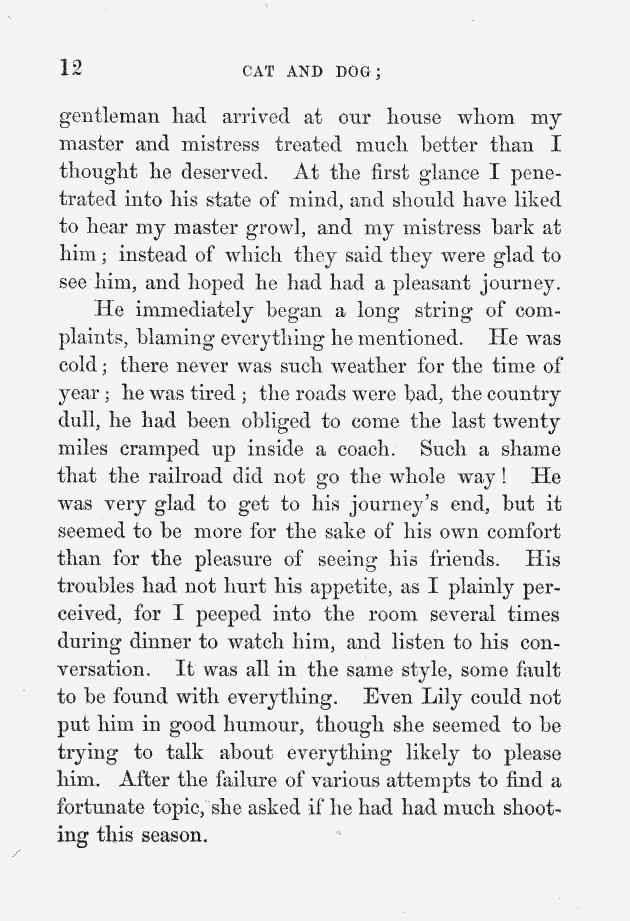 12 CAT AND DOG;
gentleman had arrived at our house whom my
master and mistress treated much better than I
thought he deserved. At the first glance I pene-
trated into his state of mind, and should have liked
to hear my master growl, and my mistress bark at
him; instead of which they said they were glad to
see him, and hoped he had had a pleasant journey.
He immediately began a long string of com-
plaints, blaming everything he mentioned. He was
cold; there never was such weather for the time of
year; he was tired; the roads were bad, the country
dull, he had been obliged to come the last twenty
miles cramped up inside a coach. Such a shame
that the railroad did not go the whole way! He
was very glad to get to his journey's end, but it
seemed to be more for the sake of his own comfort
than for the pleasure of seeing his friends. His
troubles had not hurt his appetite, as I plainly per-
ceived, for I peeped into the room several times
during dinner to watch him, and listen to his con-
versation. It was all in the same style, some fault
to be found with everything. Even Lily could not
put him in good humour, though she seemed to be
trying to talk about everything likely to please
him. After the failure of various attempts to find a
fortunate topic, she asked if he had had much shoot-
ing this season.